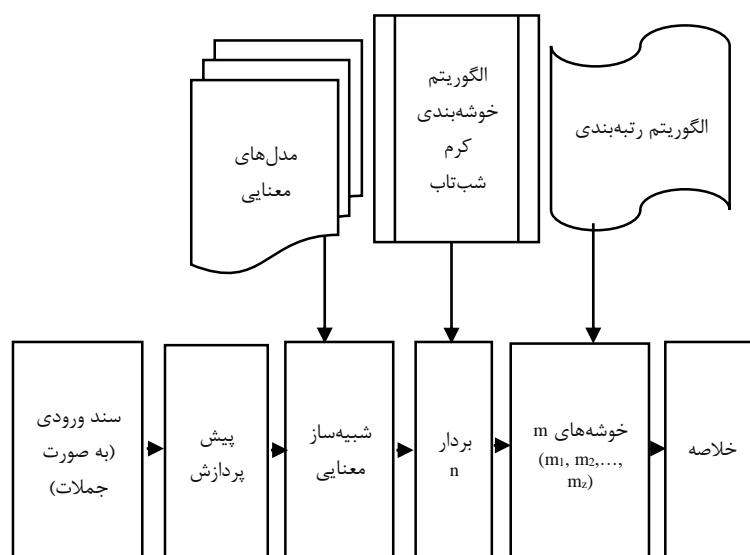 مدل‌های
معنایی
الگوریتم
خوشه‌بندی
کرم
شب‌تاب
الگوریتم رتبه‌بندی
سند ورودی
(به صورت
جملات)
پیش
پردازش
شبیه‌ساز
معنایی
بردار
n
خوشه‌های m
(m₁, m₂,…,
m_z)
خلاصه